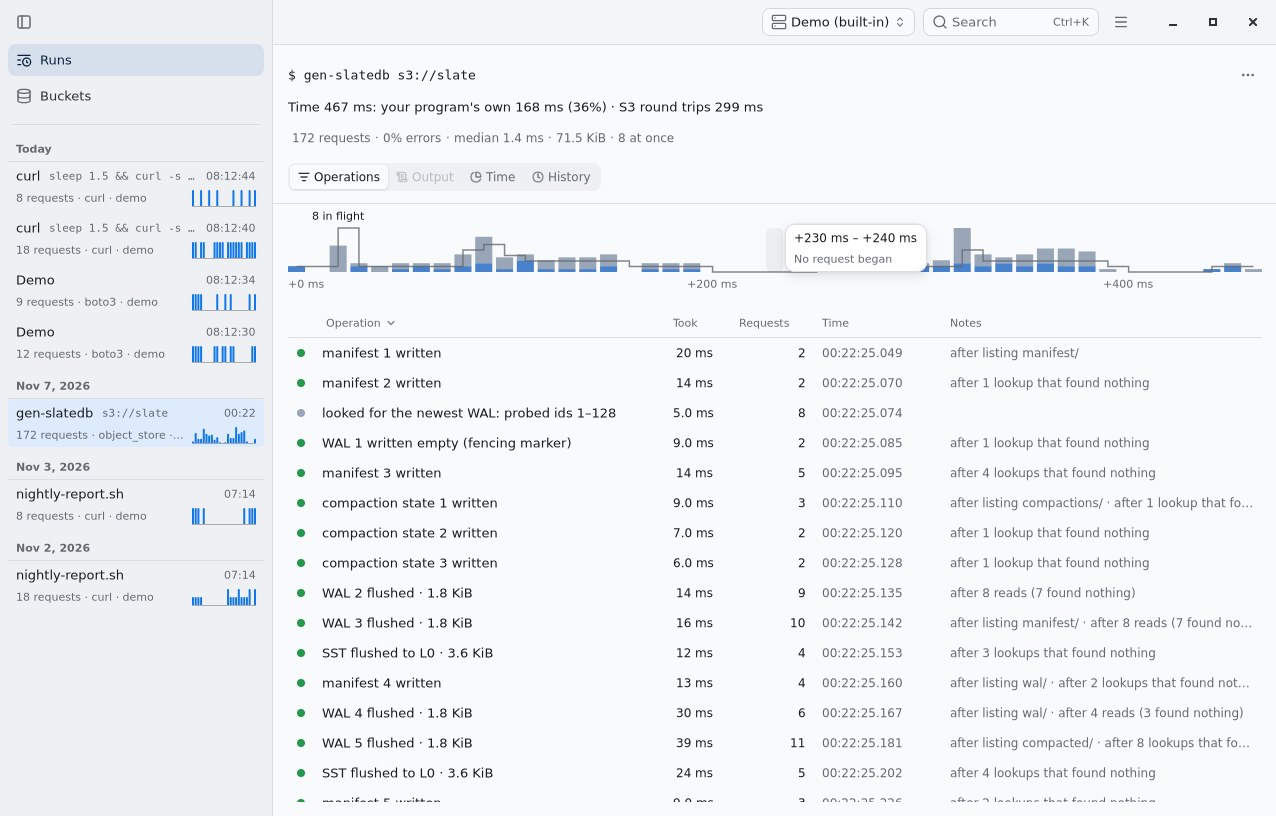 Demo (built-in)
Search
Ctrl+K
Runs
Buckets
Today
curl sleep 1.5 && curl -s … 08:12:44
8 requests · curl · demo
curl sleep 1.5 && curl -s … 08:12:40
18 requests · curl · demo
Demo 08:12:34
9 requests · boto3 · demo
Demo 08:12:30
12 requests · boto3 · demo
Nov 7, 2026
gen-slatedb s3://slate 00:22
172 requests · object_store ·…
Nov 3, 2026
nightly-report.sh 07:14
8 requests · curl · demo
Nov 2, 2026
nightly-report.sh 07:14
18 requests · curl · demo
$ gen-slatedb s3://slate
Time 467 ms: your program's own 168 ms (36%) · S3 round trips 299 ms
172 requests · 0% errors · median 1.4 ms · 71.5 KiB · 8 at once
Operations Output Time History
8 in flight
+230 ms – +240 ms
No request began
+0 ms +200 ms +400 ms
Operation Took Requests Time Notes
manifest 1 written 20 ms 2 00:22:25.049 after listing manifest/
manifest 2 written 14 ms 2 00:22:25.070 after 1 lookup that found nothing
looked for the newest WAL: probed ids 1–128 5.0 ms 8 00:22:25.074
WAL 1 written empty (fencing marker) 9.0 ms 2 00:22:25.085 after 1 lookup that found nothing
manifest 3 written 14 ms 5 00:22:25.095 after 4 lookups that found nothing
compaction state 1 written 9.0 ms 3 00:22:25.110 after listing compactions/ · after 1 lookup that fo…
compaction state 2 written 7.0 ms 2 00:22:25.120 after 1 lookup that found nothing
compaction state 3 written 6.0 ms 2 00:22:25.128 after 1 lookup that found nothing
WAL 2 flushed · 1.8 KiB 14 ms 9 00:22:25.135 after 8 reads (7 found nothing)
WAL 3 flushed · 1.8 KiB 16 ms 10 00:22:25.142 after listing manifest/ · after 8 reads (7 found no…
SST flushed to L0 · 3.6 KiB 12 ms 4 00:22:25.153 after 3 lookups that found nothing
manifest 4 written 13 ms 4 00:22:25.160 after listing wal/ · after 2 lookups that found not…
WAL 4 flushed · 1.8 KiB 30 ms 6 00:22:25.167 after listing wal/ · after 4 reads (3 found nothing)
WAL 5 flushed · 1.8 KiB 39 ms 11 00:22:25.181 after listing compacted/ · after 8 lookups that fo…
SST flushed to L0 · 3.6 KiB 24 ms 5 00:22:25.202 after 4 lookups that found nothing
manifest 5 written 9.0 ms 3 00:22:25.226 after 2 lookups that found nothing